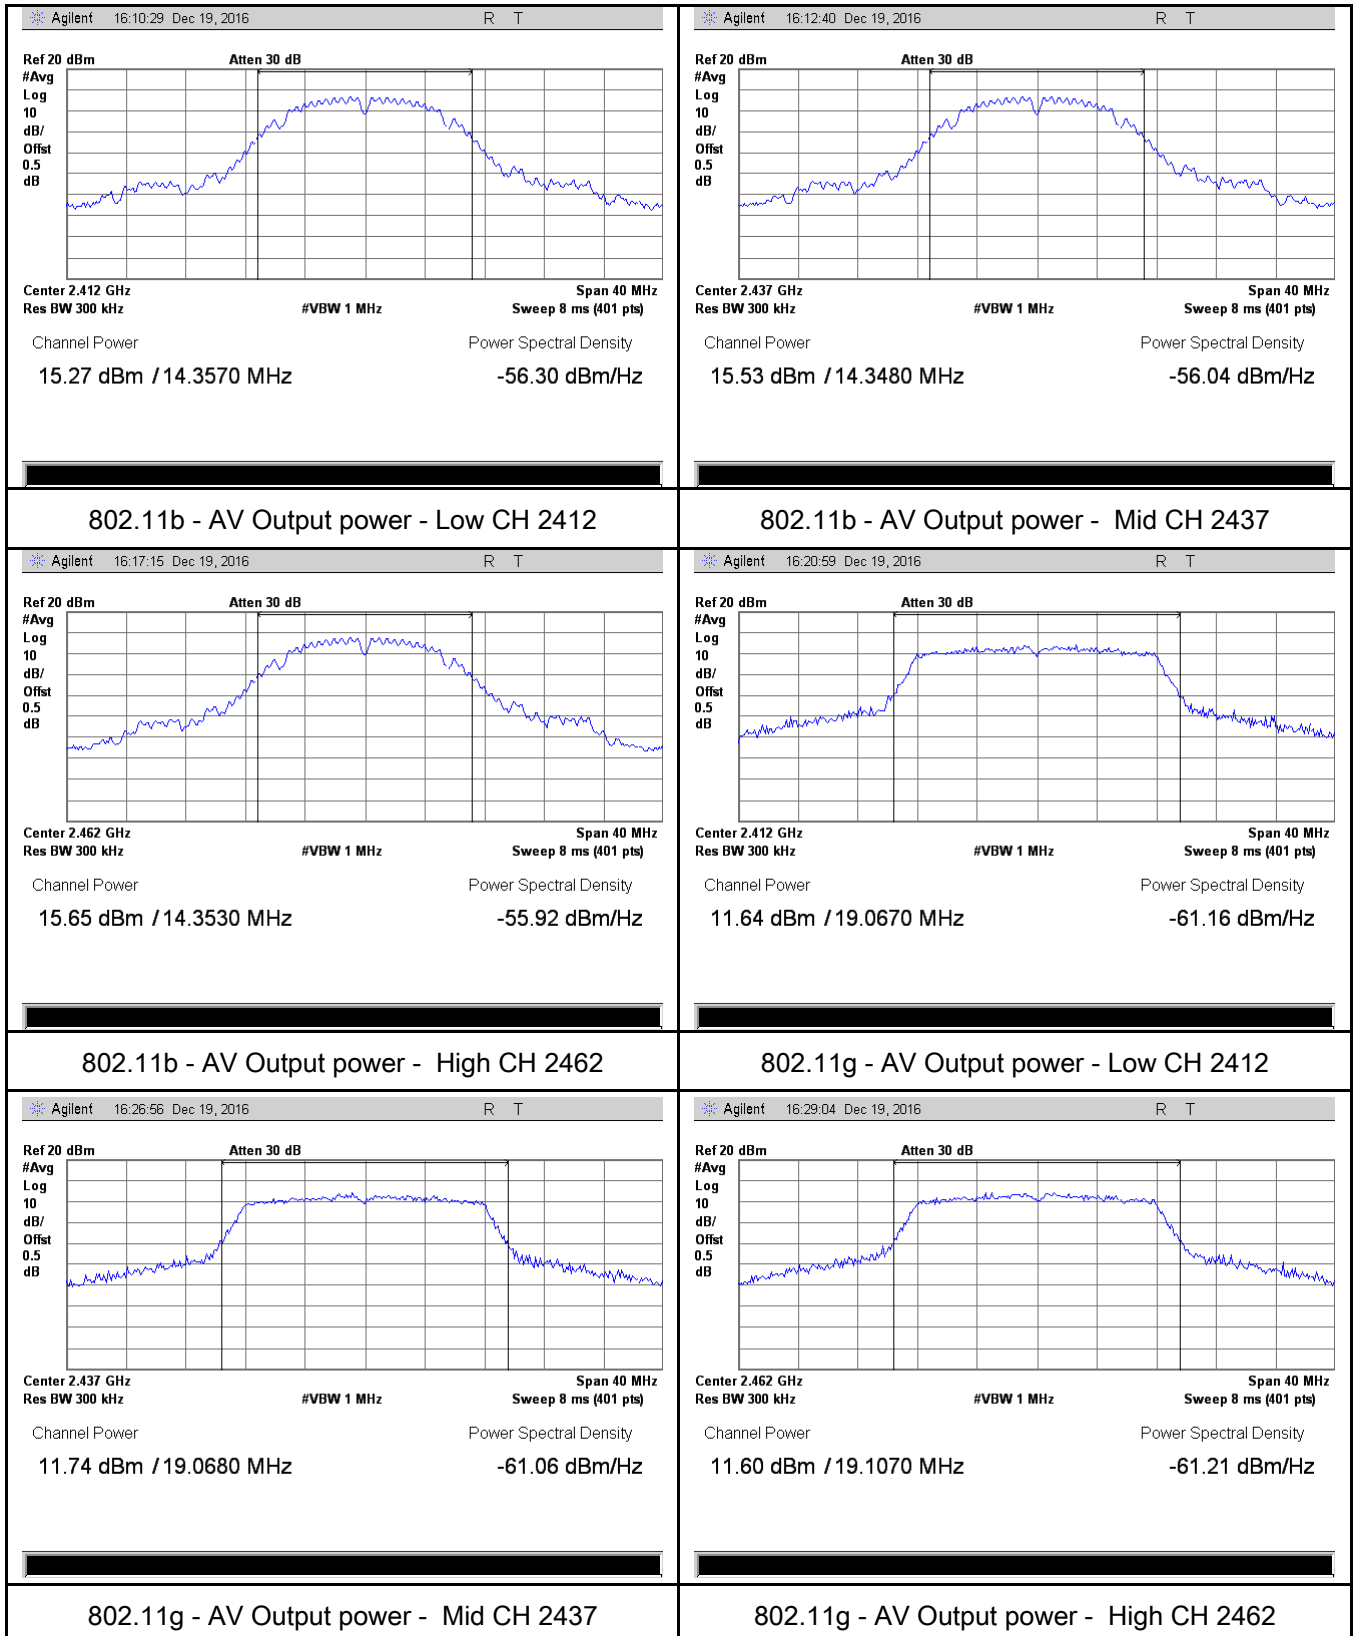 Agilent 16:10:29 Dec 19, 2016 R T
Ref 20 dBm Atten 30 dB
#Avg
Log
10
dB/
Offst
0.5
dB
Center 2.412 GHz Span 40 MHz
Res BW 300 kHz #VBW 1 MHz Sweep 8 ms (401 pts)
Channel Power Power Spectral Density
15.27 dBm / 14.3570 MHz -56.30 dBm/Hz
802.11b - AV Output power - Low CH 2412
Agilent 16:12:40 Dec 19, 2016 R T
Ref 20 dBm Atten 30 dB
#Avg
Log
10
dB/
Offst
0.5
dB
Center 2.437 GHz Span 40 MHz
Res BW 300 kHz #VBW 1 MHz Sweep 8 ms (401 pts)
Channel Power Power Spectral Density
15.53 dBm / 14.3480 MHz -56.04 dBm/Hz
802.11b - AV Output power - Mid CH 2437
Agilent 16:17:15 Dec 19, 2016 R T
Ref 20 dBm Atten 30 dB
#Avg
Log
10
dB/
Offst
0.5
dB
Center 2.462 GHz Span 40 MHz
Res BW 300 kHz #VBW 1 MHz Sweep 8 ms (401 pts)
Channel Power Power Spectral Density
15.65 dBm / 14.3530 MHz -55.92 dBm/Hz
802.11b - AV Output power - High CH 2462
Agilent 16:20:59 Dec 19, 2016 R T
Ref 20 dBm Atten 30 dB
#Avg
Log
10
dB/
Offst
0.5
dB
Center 2.412 GHz Span 40 MHz
Res BW 300 kHz #VBW 1 MHz Sweep 8 ms (401 pts)
Channel Power Power Spectral Density
11.64 dBm / 19.0670 MHz -61.16 dBm/Hz
802.11g - AV Output power - Low CH 2412
Agilent 16:26:56 Dec 19, 2016 R T
Ref 20 dBm Atten 30 dB
#Avg
Log
10
dB/
Offst
0.5
dB
Center 2.437 GHz Span 40 MHz
Res BW 300 kHz #VBW 1 MHz Sweep 8 ms (401 pts)
Channel Power Power Spectral Density
11.74 dBm / 19.0680 MHz -61.06 dBm/Hz
802.11g - AV Output power - Mid CH 2437
Agilent 16:29:04 Dec 19, 2016 R T
Ref 20 dBm Atten 30 dB
#Avg
Log
10
dB/
Offst
0.5
dB
Center 2.462 GHz Span 40 MHz
Res BW 300 kHz #VBW 1 MHz Sweep 8 ms (401 pts)
Channel Power Power Spectral Density
11.60 dBm / 19.1070 MHz -61.21 dBm/Hz
802.11g - AV Output power - High CH 2462